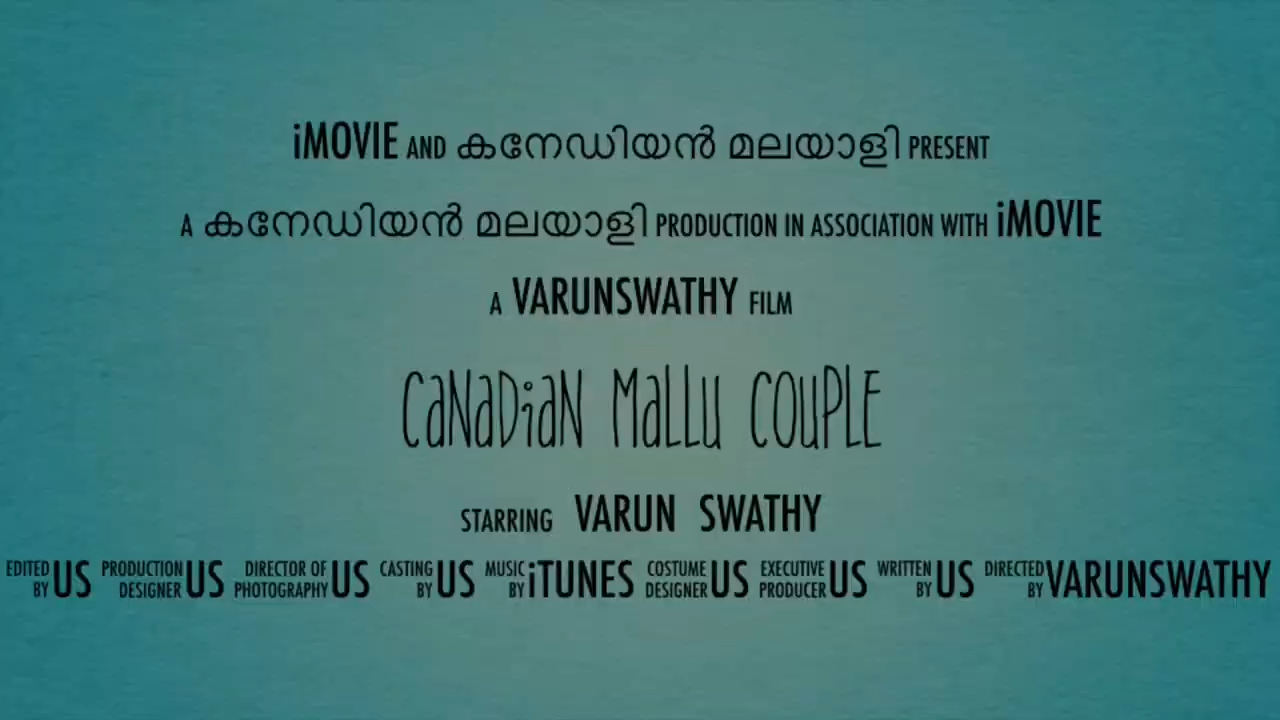 iMOVIE AND കനേഡിയൻ മലയാളി PRESENT
A കനേഡിയൻ മലയാളി PRODUCTION IN ASSOCIATION WITH iMOVIE
A VARUNSWATHY FILM
CaNaDiaN MaLLu COuPLE
STARRING VARUN SWATHY
EDITED BY US PRODUCTION DESIGNER US DIRECTOR OF PHOTOGRAPHY US CASTING BY US MUSIC BY iTUNES COSTUME DESIGNER US EXECUTIVE PRODUCER US WRITTEN BY US DIRECTED BY VARUNSWATHY